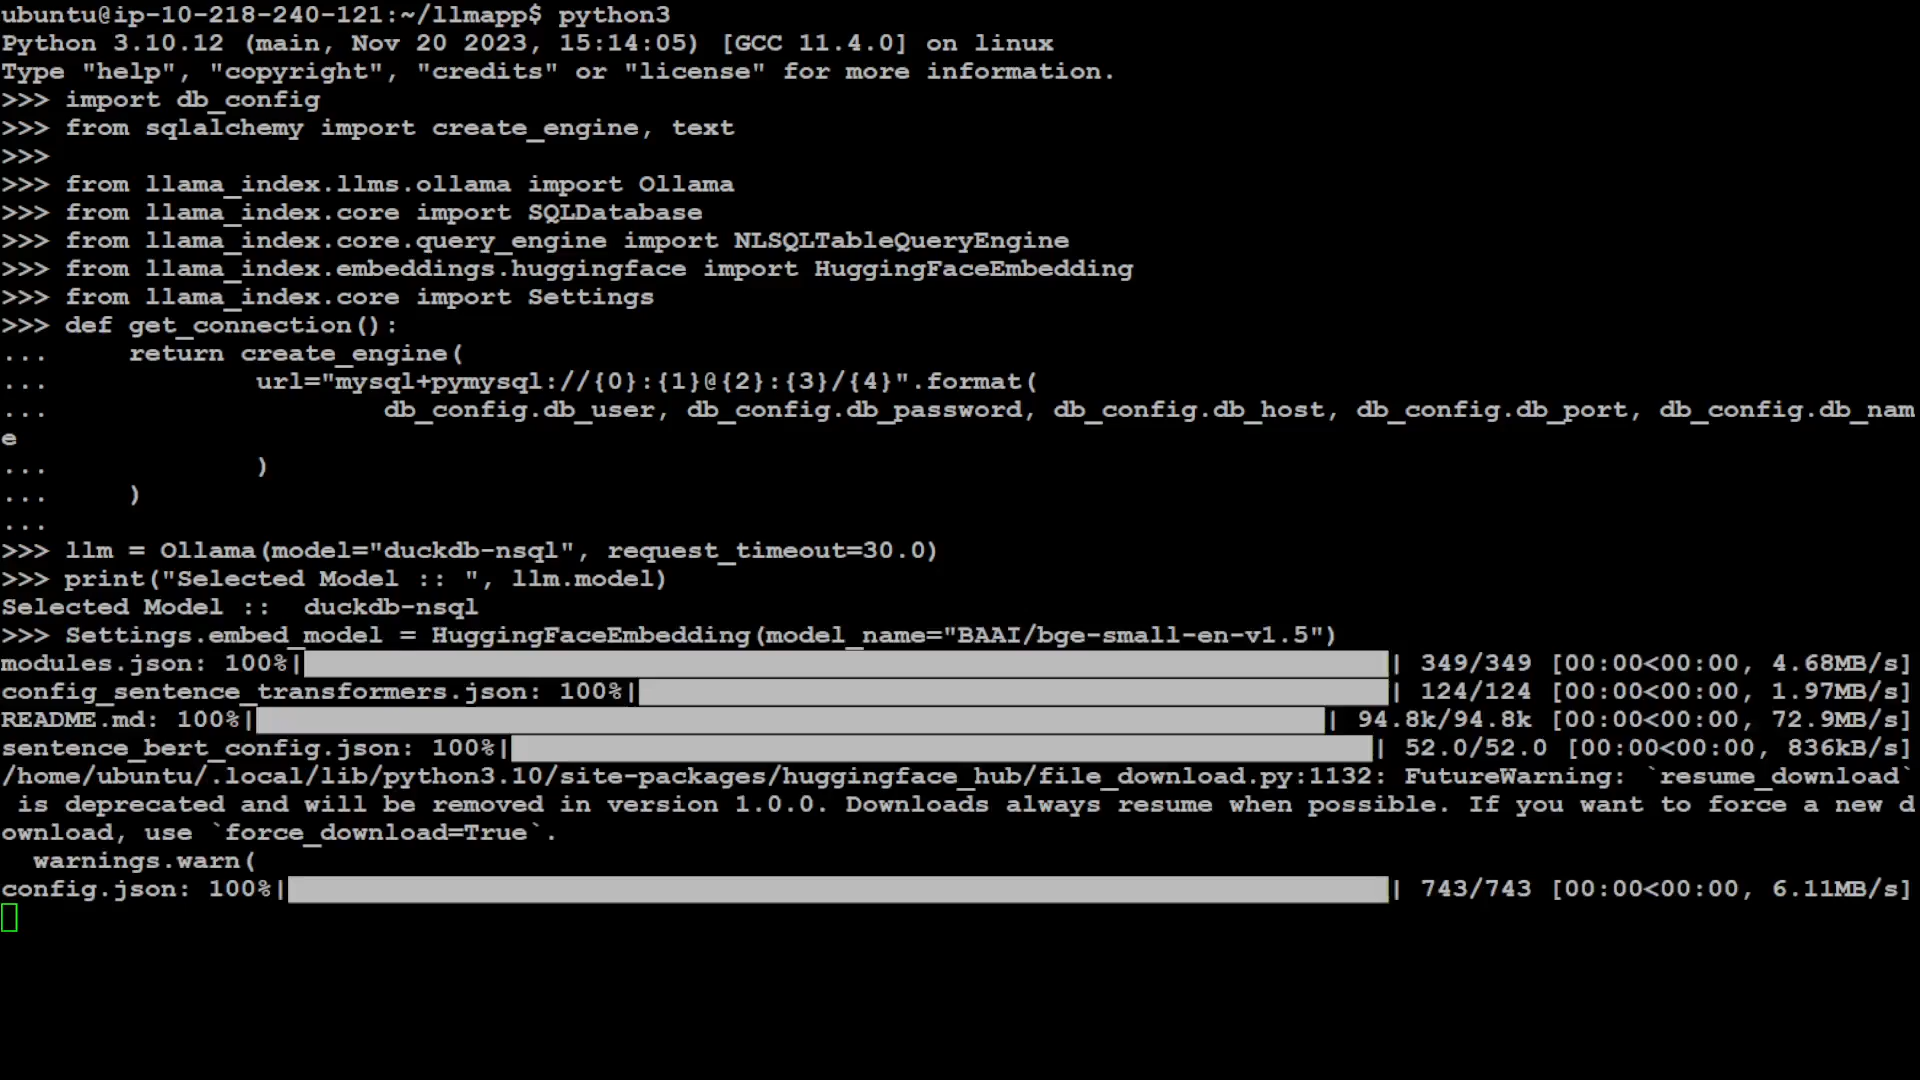 ubuntu@ip-10-218-240-121:~/llmapp$ python3
Python 3.10.12 (main, Nov 20 2023, 15:14:05) [GCC 11.4.0] on linux
Type "help", "copyright", "credits" or "license" for more information.
>>> import db_config
>>> from sqlalchemy import create_engine, text
>>>
>>> from llama_index.llms.ollama import Ollama
>>> from llama_index.core import SQLDatabase
>>> from llama_index.core.query_engine import NLSQLTableQueryEngine
>>> from llama_index.embeddings.huggingface import HuggingFaceEmbedding
>>> from llama_index.core import Settings
>>> def get_connection():
...     return create_engine(
...             url="mysql+pymysql://{0}:{1}@{2}:{3}/{4}".format(
...                     db_config.db_user, db_config.db_password, db_config.db_host, db_config.db_port, db_config.db_nam
e
...             )
...     )
...
>>> llm = Ollama(model="duckdb-nsql", request_timeout=30.0)
>>> print("Selected Model :: ", llm.model)
Selected Model ::  duckdb-nsql
>>> Settings.embed_model = HuggingFaceEmbedding(model_name="BAAI/bge-small-en-v1.5")
modules.json: 100%| | 349/349 [00:00<00:00, 4.68MB/s]
config_sentence_transformers.json: 100%| | 124/124 [00:00<00:00, 1.97MB/s]
README.md: 100%| | 94.8k/94.8k [00:00<00:00, 72.9MB/s]
sentence_bert_config.json: 100%| | 52.0/52.0 [00:00<00:00, 836kB/s]
/home/ubuntu/.local/lib/python3.10/site-packages/huggingface_hub/file_download.py:1132: FutureWarning: `resume_download`
 is deprecated and will be removed in version 1.0.0. Downloads always resume when possible. If you want to force a new d
ownload, use `force_download=True`.
  warnings.warn(
config.json: 100%| | 743/743 [00:00<00:00, 6.11MB/s]